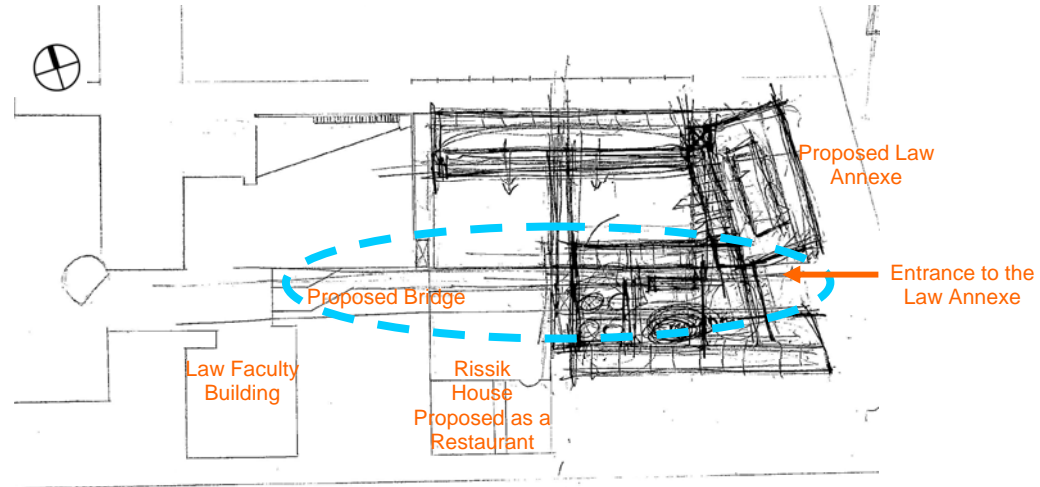 Proposed Law
Annexe
Entrance to the
Law Annexe
Proposed Bridge
Law Faculty
Building
Rissik
House
Proposed as a
Restaurant